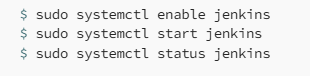 $ sudo systemctl enable jenkins
$ sudo systemctl start jenkins
$ sudo systemctl status jenkins